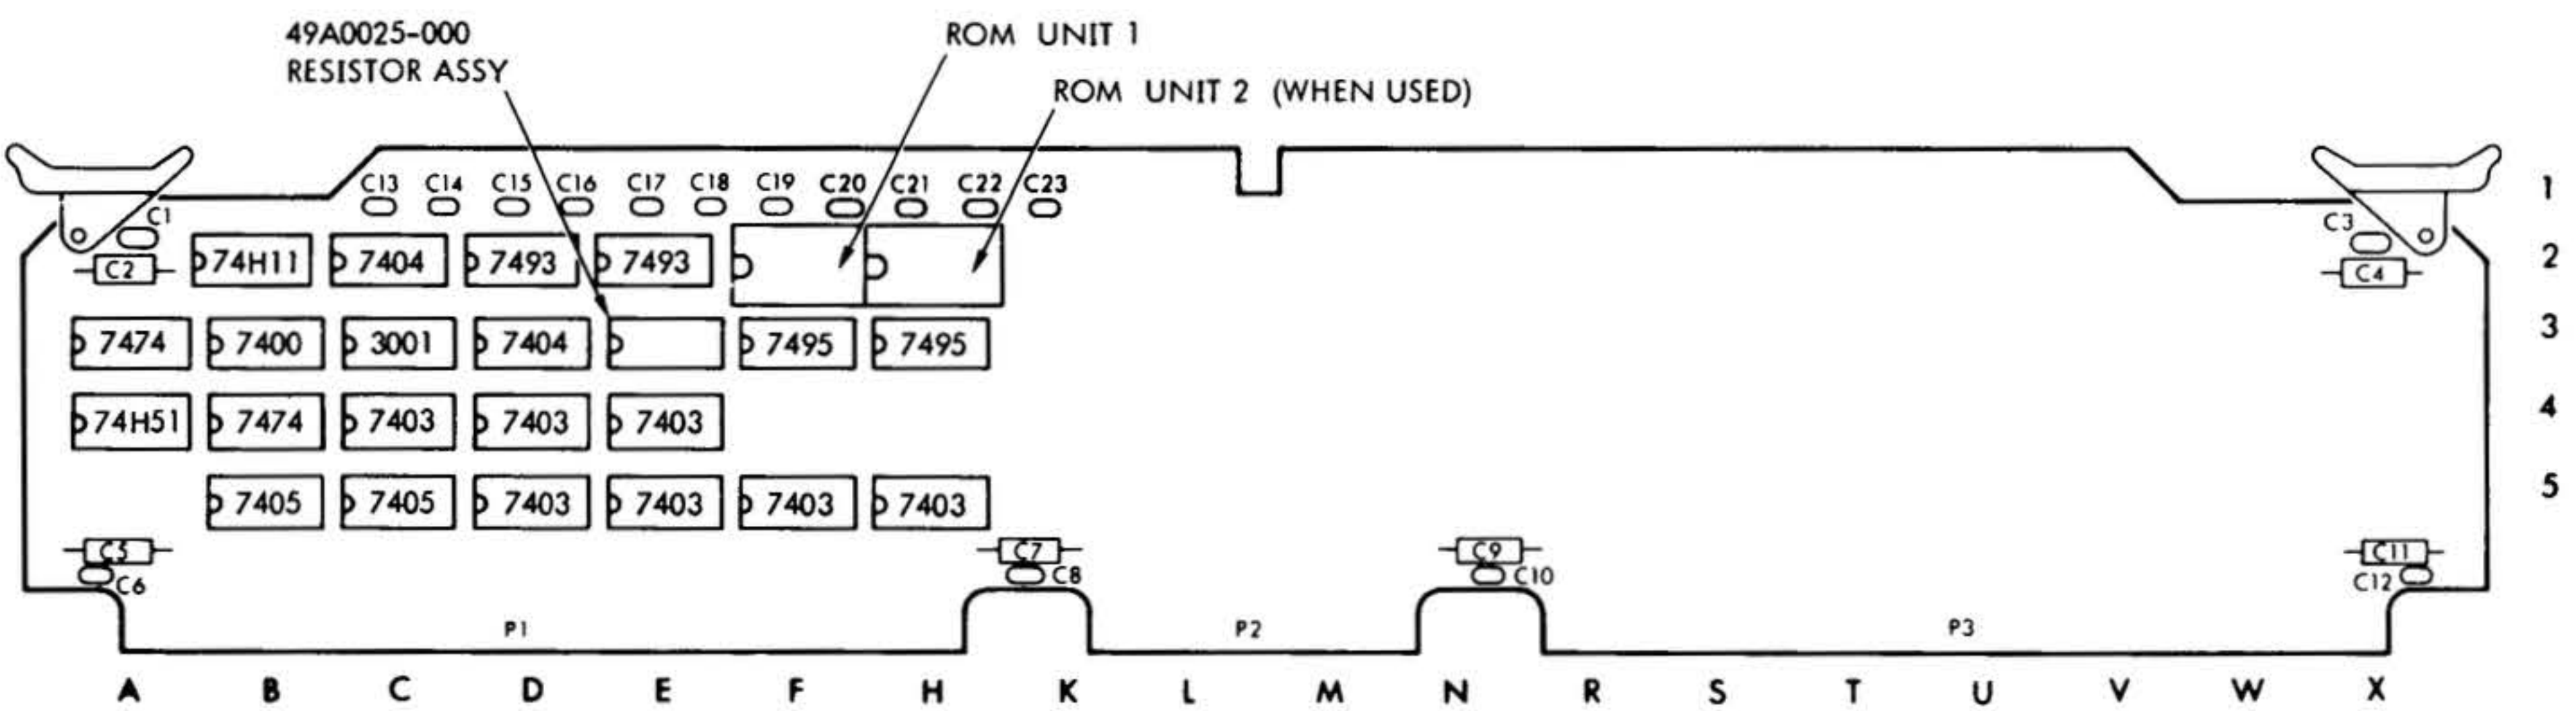 49A0025-000
RESISTOR ASSY
ROM UNIT 1
ROM UNIT 2 (WHEN USED)
C13 C14 C15 C16 C17 C18 C19 C20 C21 C22 C23
1
C1
C3
C2 74H11 7404 7493 7493
C4
2
7474 7400 3001 7404 7495 7495
3
74H51 7474 7403 7403 7403
4
7405 7405 7403 7403 7403 7403
5
C5 C7 C9 C11
C6 C8 C10 C12
P1 P2 P3
A B C D E F H K L M N R S T U V W X